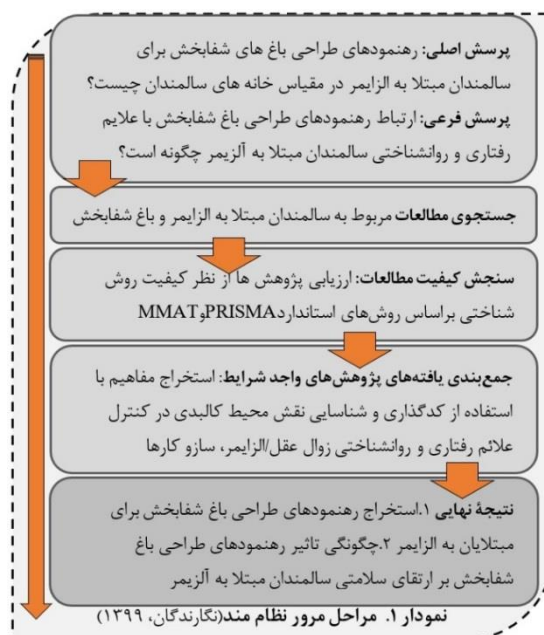 پرسش اصلی: رهنمودهای طراحی باغ های شفابخش برای
سالمندان مبتلا به الزایمر در مقیاس خانه های سالمندان چیست؟
پرسش فرعی: ارتباط رهنمودهای طراحی باغ شفابخش با علایم
رفتاری و روانشناختی سالمندان مبتلا به آلزیمر چگونه است؟
جستجوی مطالعات مربوط به سالمندان مبتلا به الزایمر و باغ شفابخش
سنجش کیفیت مطالعات: ارزیابی پژوهش ها از نظر کیفیت روش
شناختی براساس روش‌های استانداردPRISMAوMMAT
جمع‌بندی یافته‌های پژوهش‌های واجد شرایط: استخراج مفاهیم با
استفاده از کدگذاری و شناسایی نقش محیط کالبدی در کنترل
علائم رفتاری و روانشناختی زوال عقل/الزایمر، سازو کارها
نتیجۀ نهایی ۱.استخراج رهنمودهای طراحی باغ شفابخش برای
مبتلایان به الزایمر ۲.چگونگی تاثیر رهنمودهای طراحی باغ
شفابخش بر ارتقای سلامتی سالمندان مبتلا به آلزیمر
نمودار ۱. مراحل مرور نظام مند(نگارندگان، ۱۳۹۹)